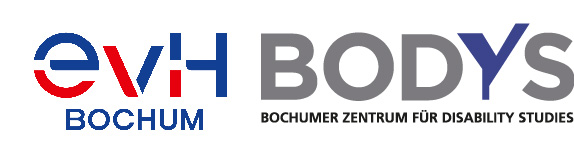 evH
BOCHUM
BODYS
BOCHUMER ZENTRUM FÜR DISABILITY STUDIES